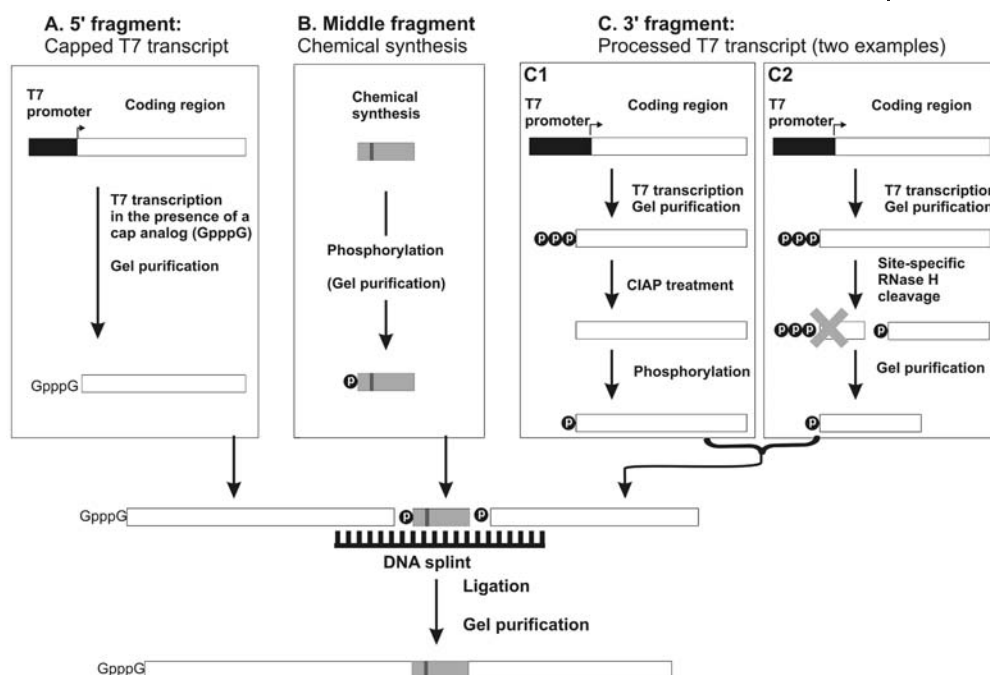 A. 5' fragment:
Capped T7 transcript
T7
promoter
Coding region
T7 transcription
in the presence of a
cap analog (GpppG)
Gel purification
GpppG
B. Middle fragment
Chemical synthesis
Chemical
synthesis
Phosphorylation
(Gel purification)
P
C. 3' fragment:
Processed T7 transcript (two examples)
C1
T7
promoter
Coding region
T7 transcription
Gel purification
P P P
CIAP treatment
Phosphorylation
P
C2
T7
promoter
Coding region
T7 transcription
Gel purification
P P P
Site-specific
RNase H
cleavage
P P P P
Gel purification
P
GpppG P P
DNA splint
Ligation
Gel purification
GpppG